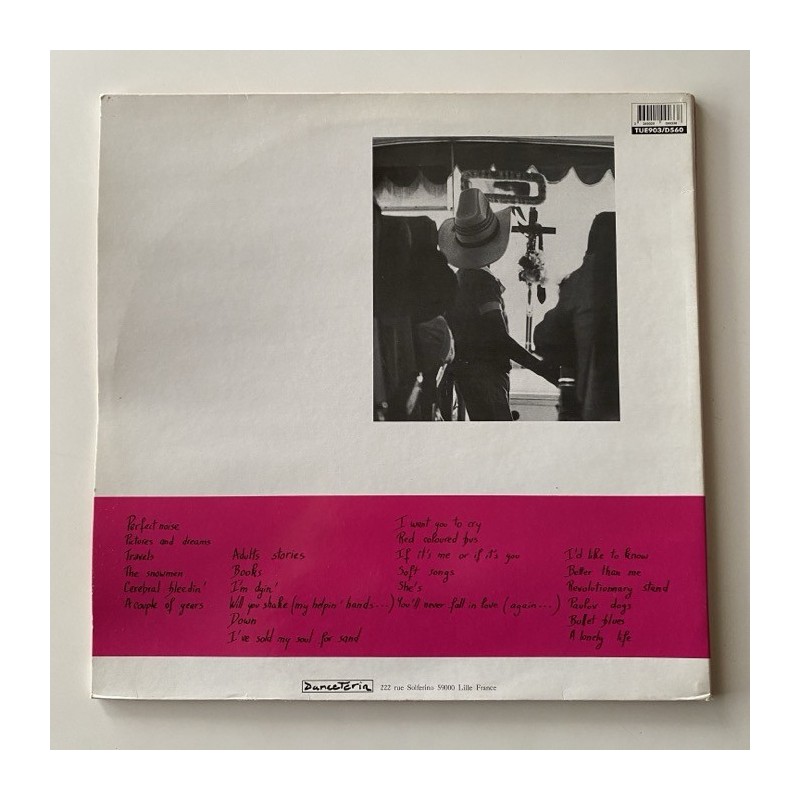 TUE903/D560
Perfect noise
Pictures and dreams
Travels
The snowmen
Cerebral bleedin'
A couple of years
Adults stories
Books
I'm dyin'
Will you shake (my helpin' hands...)
Down
I've sold my soul for sand
I want you to cry
Red coloured bus
If it's me or if it's you
Soft songs
She's
You'll never fall in love (again...)
I'd like to know
Better than me
Revolutionnary stend
Pavlov dogs
Bullet blues
A lonely life
Danceteria 222 rue Solferino 59000 Lille France